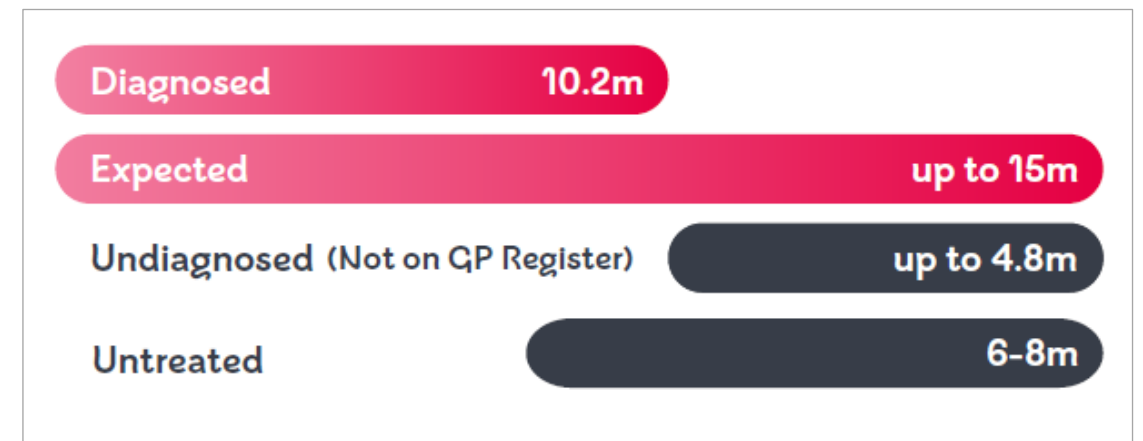 Diagnosed 10.2m
Expected up to 15m
Undiagnosed (Not on GP Register) up to 4.8m
Untreated 6-8m